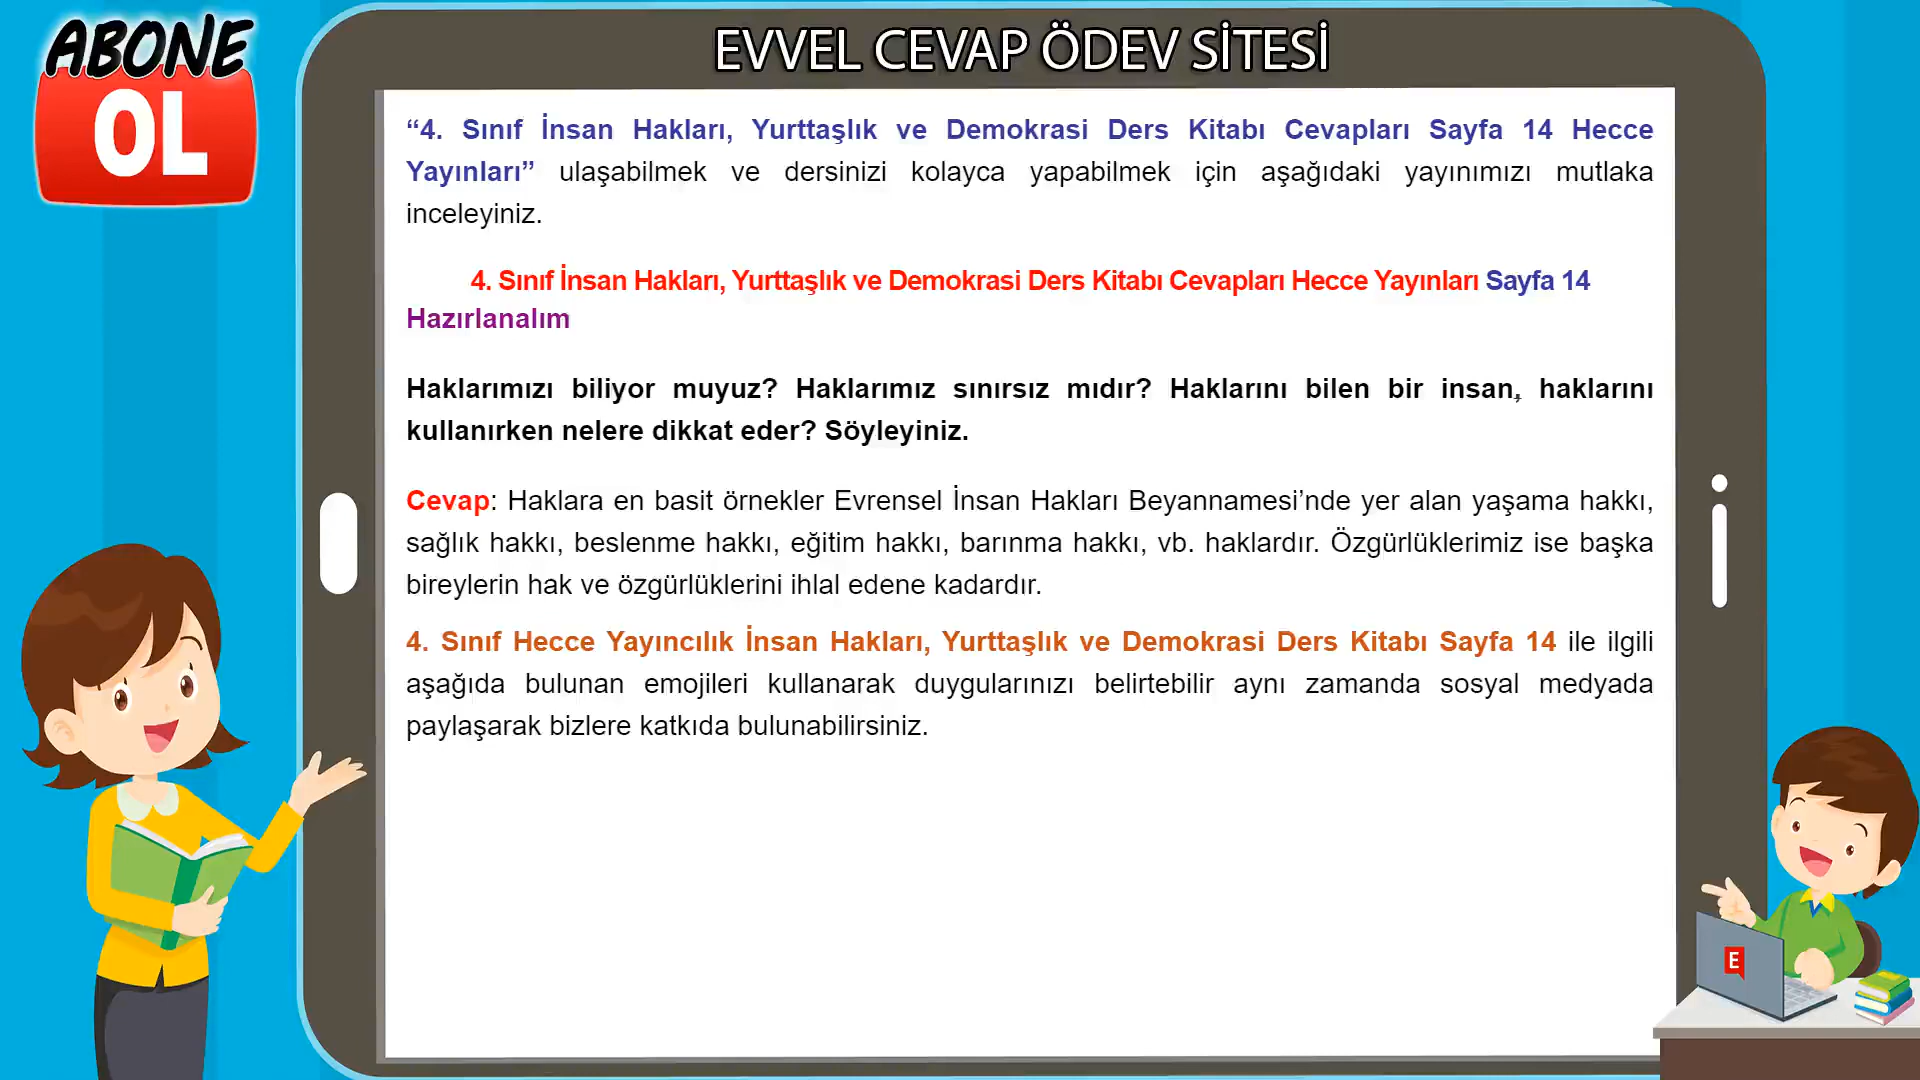 ABONE
OL
EVVEL CEVAP ÖDEV SİTESİ
“4. Sınıf İnsan Hakları, Yurttaşlık ve Demokrasi Ders Kitabı Cevapları Sayfa 14 Hecce
Yayınları” ulaşabilmek ve dersinizi kolayca yapabilmek için aşağıdaki yayınımızı mutlaka
inceleyiniz.
4. Sınıf İnsan Hakları, Yurttaşlık ve Demokrasi Ders Kitabı Cevapları Hecce Yayınları Sayfa 14
Hazırlanalım
Haklarımızı biliyor muyuz? Haklarımız sınırsız mıdır? Haklarını bilen bir insan, haklarını
kullanırken nelere dikkat eder? Söyleyiniz.
Cevap: Haklara en basit örnekler Evrensel İnsan Hakları Beyannamesi’nde yer alan yaşama hakkı,
sağlık hakkı, beslenme hakkı, eğitim hakkı, barınma hakkı, vb. haklardır. Özgürlüklerimiz ise başka
bireylerin hak ve özgürlüklerini ihlal edene kadardır.
4. Sınıf Hecce Yayıncılık İnsan Hakları, Yurttaşlık ve Demokrasi Ders Kitabı Sayfa 14 ile ilgili
aşağıda bulunan emojileri kullanarak duygularınızı belirtebilir aynı zamanda sosyal medyada
paylaşarak bizlere katkıda bulunabilirsiniz.
E